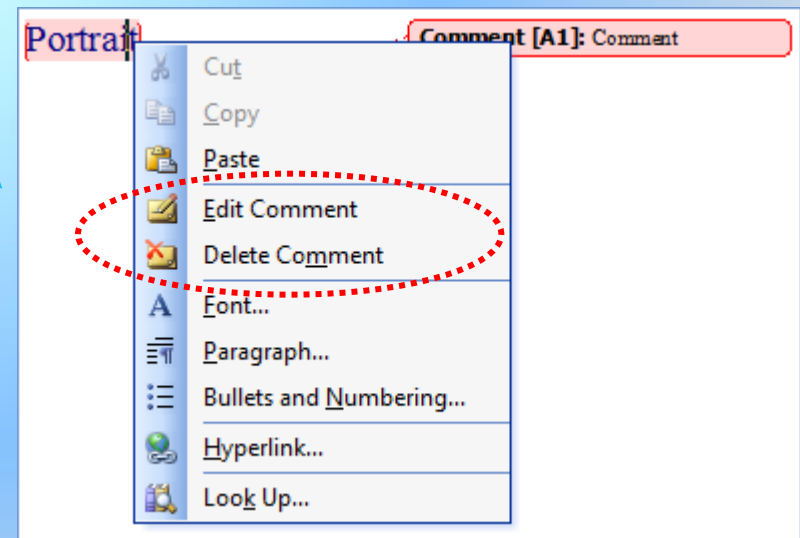 Portrait
Comment [A1]: Comment
Cut
Copy
Paste
Edit Comment
Delete Comment
A Font...
Paragraph...
Bullets and Numbering...
Hyperlink...
Look Up...